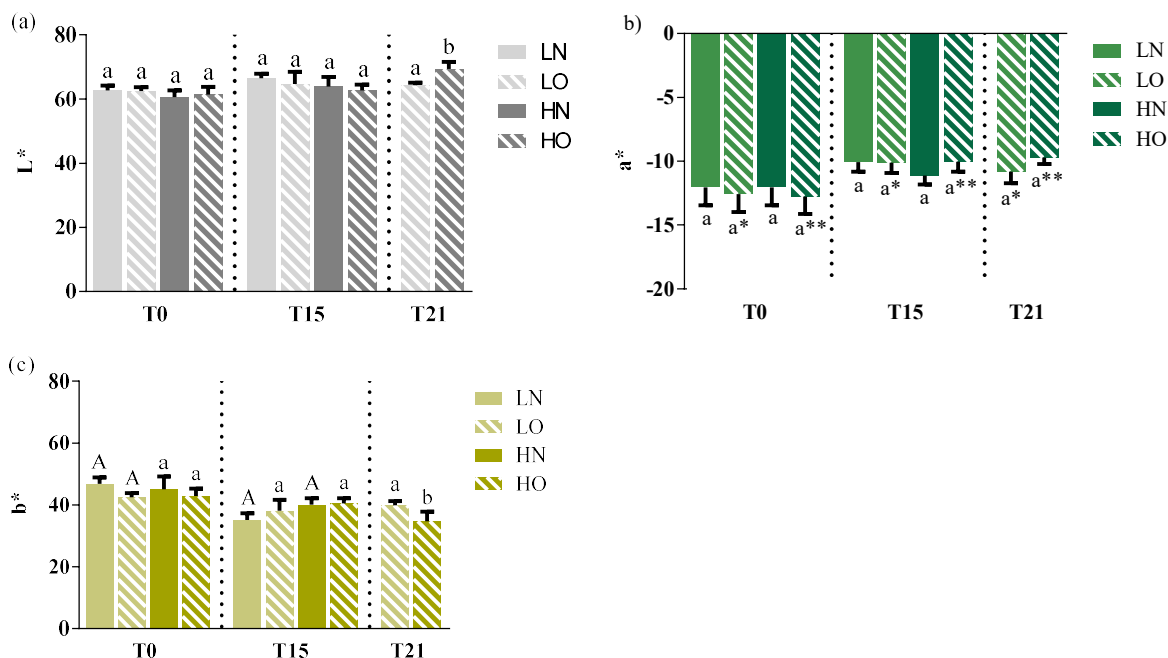 (a)
80
60
40
20
0
L*
a a a a
a a a a
a b
T0 T15 T21
LN
LO
HN
HO
b)
0
-5
-10
-15
-20
a*
a a* a a**
a a* a a**
a* a**
T0 T15 T21
LN
LO
HN
HO
(c)
80
60
40
20
0
b*
A A a a
A a A a
a b
T0 T15 T21
LN
LO
HN
HO